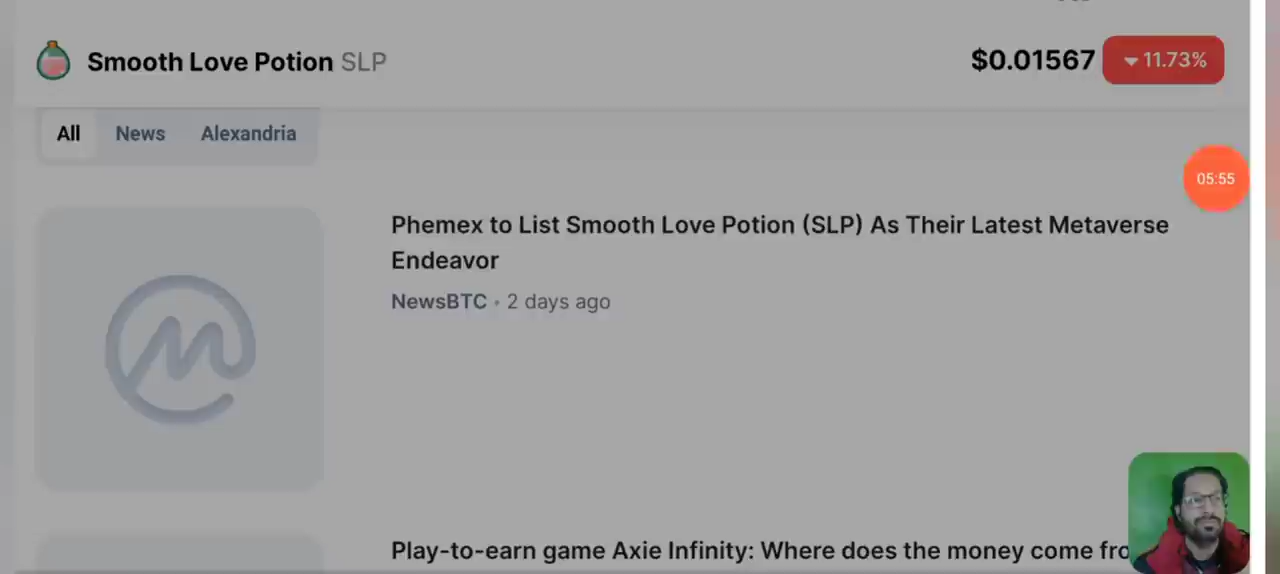 Smooth Love Potion SLP
$0.01567
11.73%
All
News
Alexandria
05:55
Phemex to List Smooth Love Potion (SLP) As Their Latest Metaverse
Endeavor
NewsBTC • 2 days ago
Play-to-earn game Axie Infinity: Where does the money come